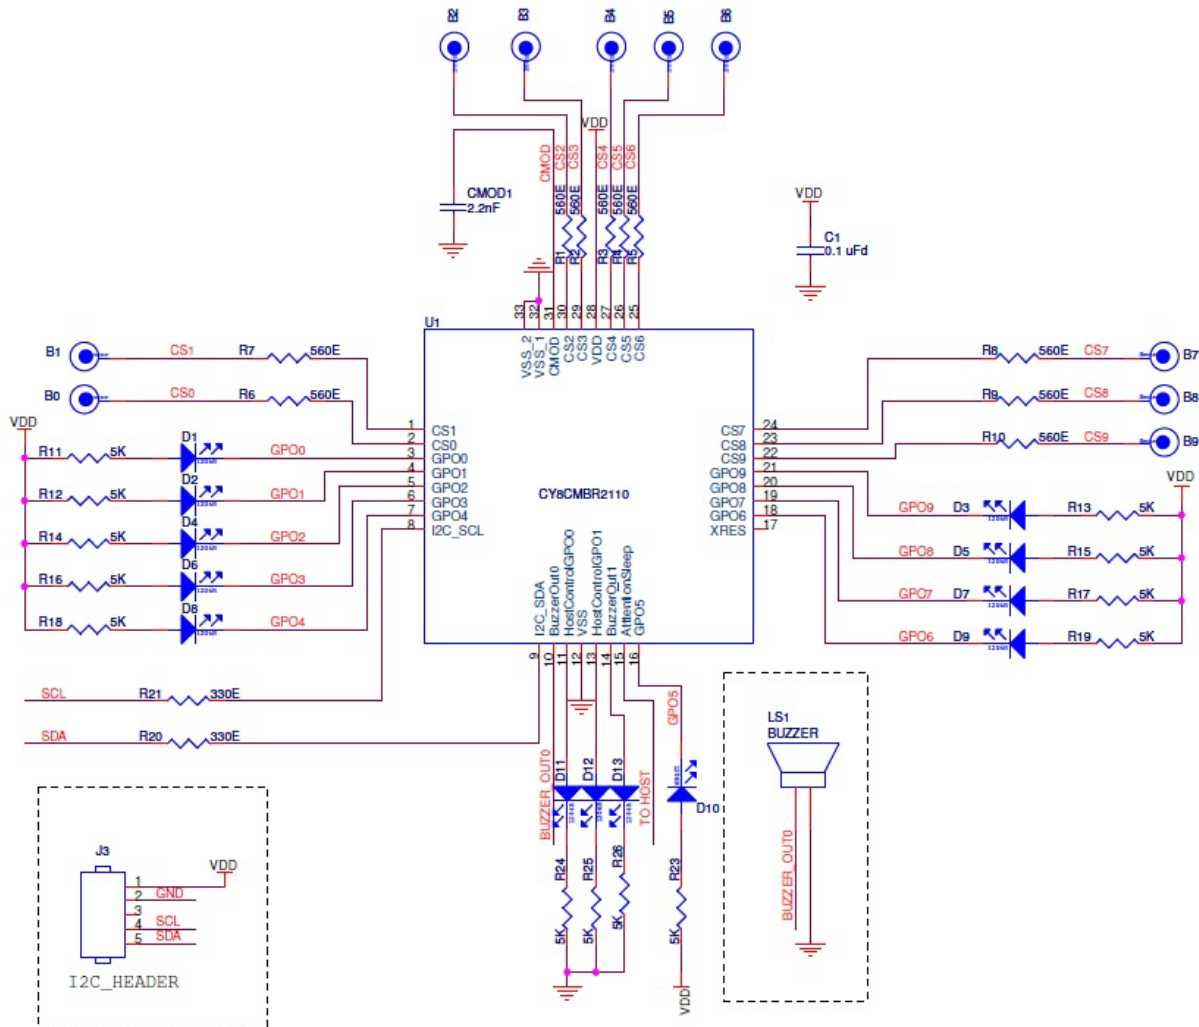 B2 B3 B4 B5 B6
VDD
CMOD CS2 CS3 CS4 CS5 CS6
CMOD1
2.2nF
560E 560E 560E 560E 560E
R1 R2 R3 R4 R5
VDD
C1
0.1 uFd
33 32 31 30 29 28 27 26 25
U1
VSS_2 VSS_1 CMOD CS2 CS3 VDD CS4 CS5 CS6
B1 CS1 R7 560E
B0 CS0 R6 560E
R8 560E CS7 B7
R9 560E CS8 B8
R10 560E CS9 B9
VDD
R11 5K D1 GPO0
R12 5K D2 GPO1
R14 5K D4 GPO2
R16 5K D6 GPO3
R18 5K D8 GPO4
1 CS1
2 CS0
3 GPO0
4 GPO1
5 GPO2
6 GPO3
7 GPO4
8 I2C_SCL
CY8CMBR2110
CS7 24
CS8 23
CS9 22
GPO9 21
GPO8 20
GPO7 19
GPO6 18
XRES 17
VDD
GPO9 D3 R13 5K
GPO8 D5 R15 5K
GPO7 D7 R17 5K
GPO6 D9 R19 5K
I2C_SDA BuzzerOut0 HostControlGPO0 VSS HostControlGPO1 BuzzerOut1 AttentionSleep GPO5
9 10 11 12 13 14 15 16
SCL R21 330E
SDA R20 330E
BUZZER_OUT0 D11 D12 D13 TO HOST GPO5 D10
R24 R25 R26 R23
5K 5K 5K 5K
VDD
LS1
BUZZER
BUZZER_OUT0
J3
VDD
1
2 GND
3
4 SCL
5 SDA
I2C_HEADER